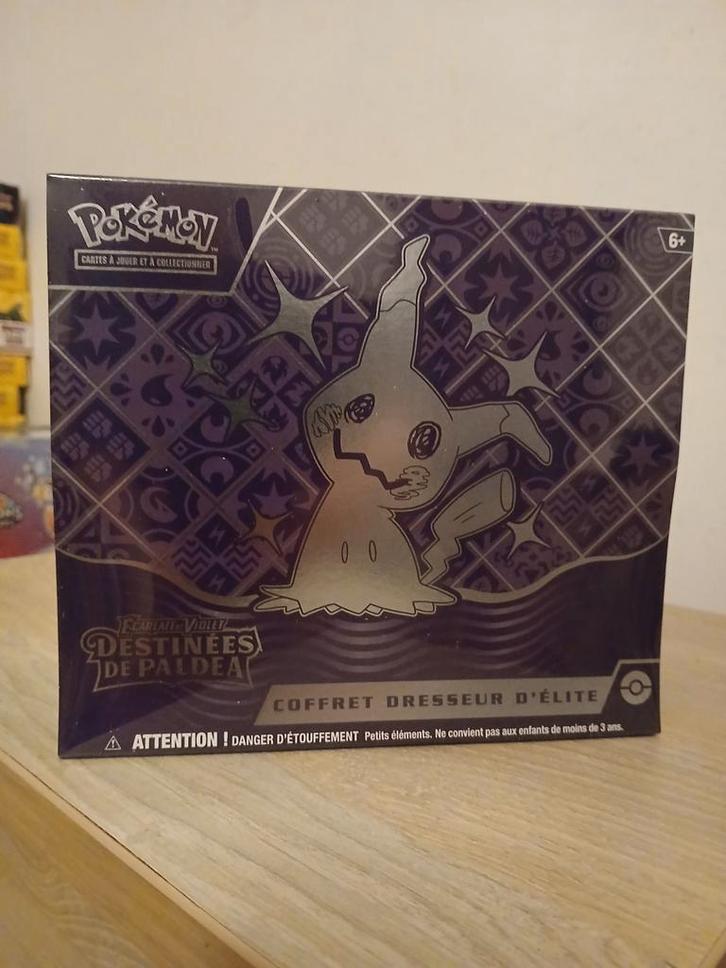 POKÉMON
TM
CARTES À JOUER ET À COLLECTIONNER
6+
ÉCARLATE ET VIOLET
DESTINÉES
DE PALDEA
COFFRET DRESSEUR D'ÉLITE
ATTENTION ! DANGER D'ÉTOUFFEMENT Petits éléments. Ne convient pas aux enfants de moins de 3 ans.